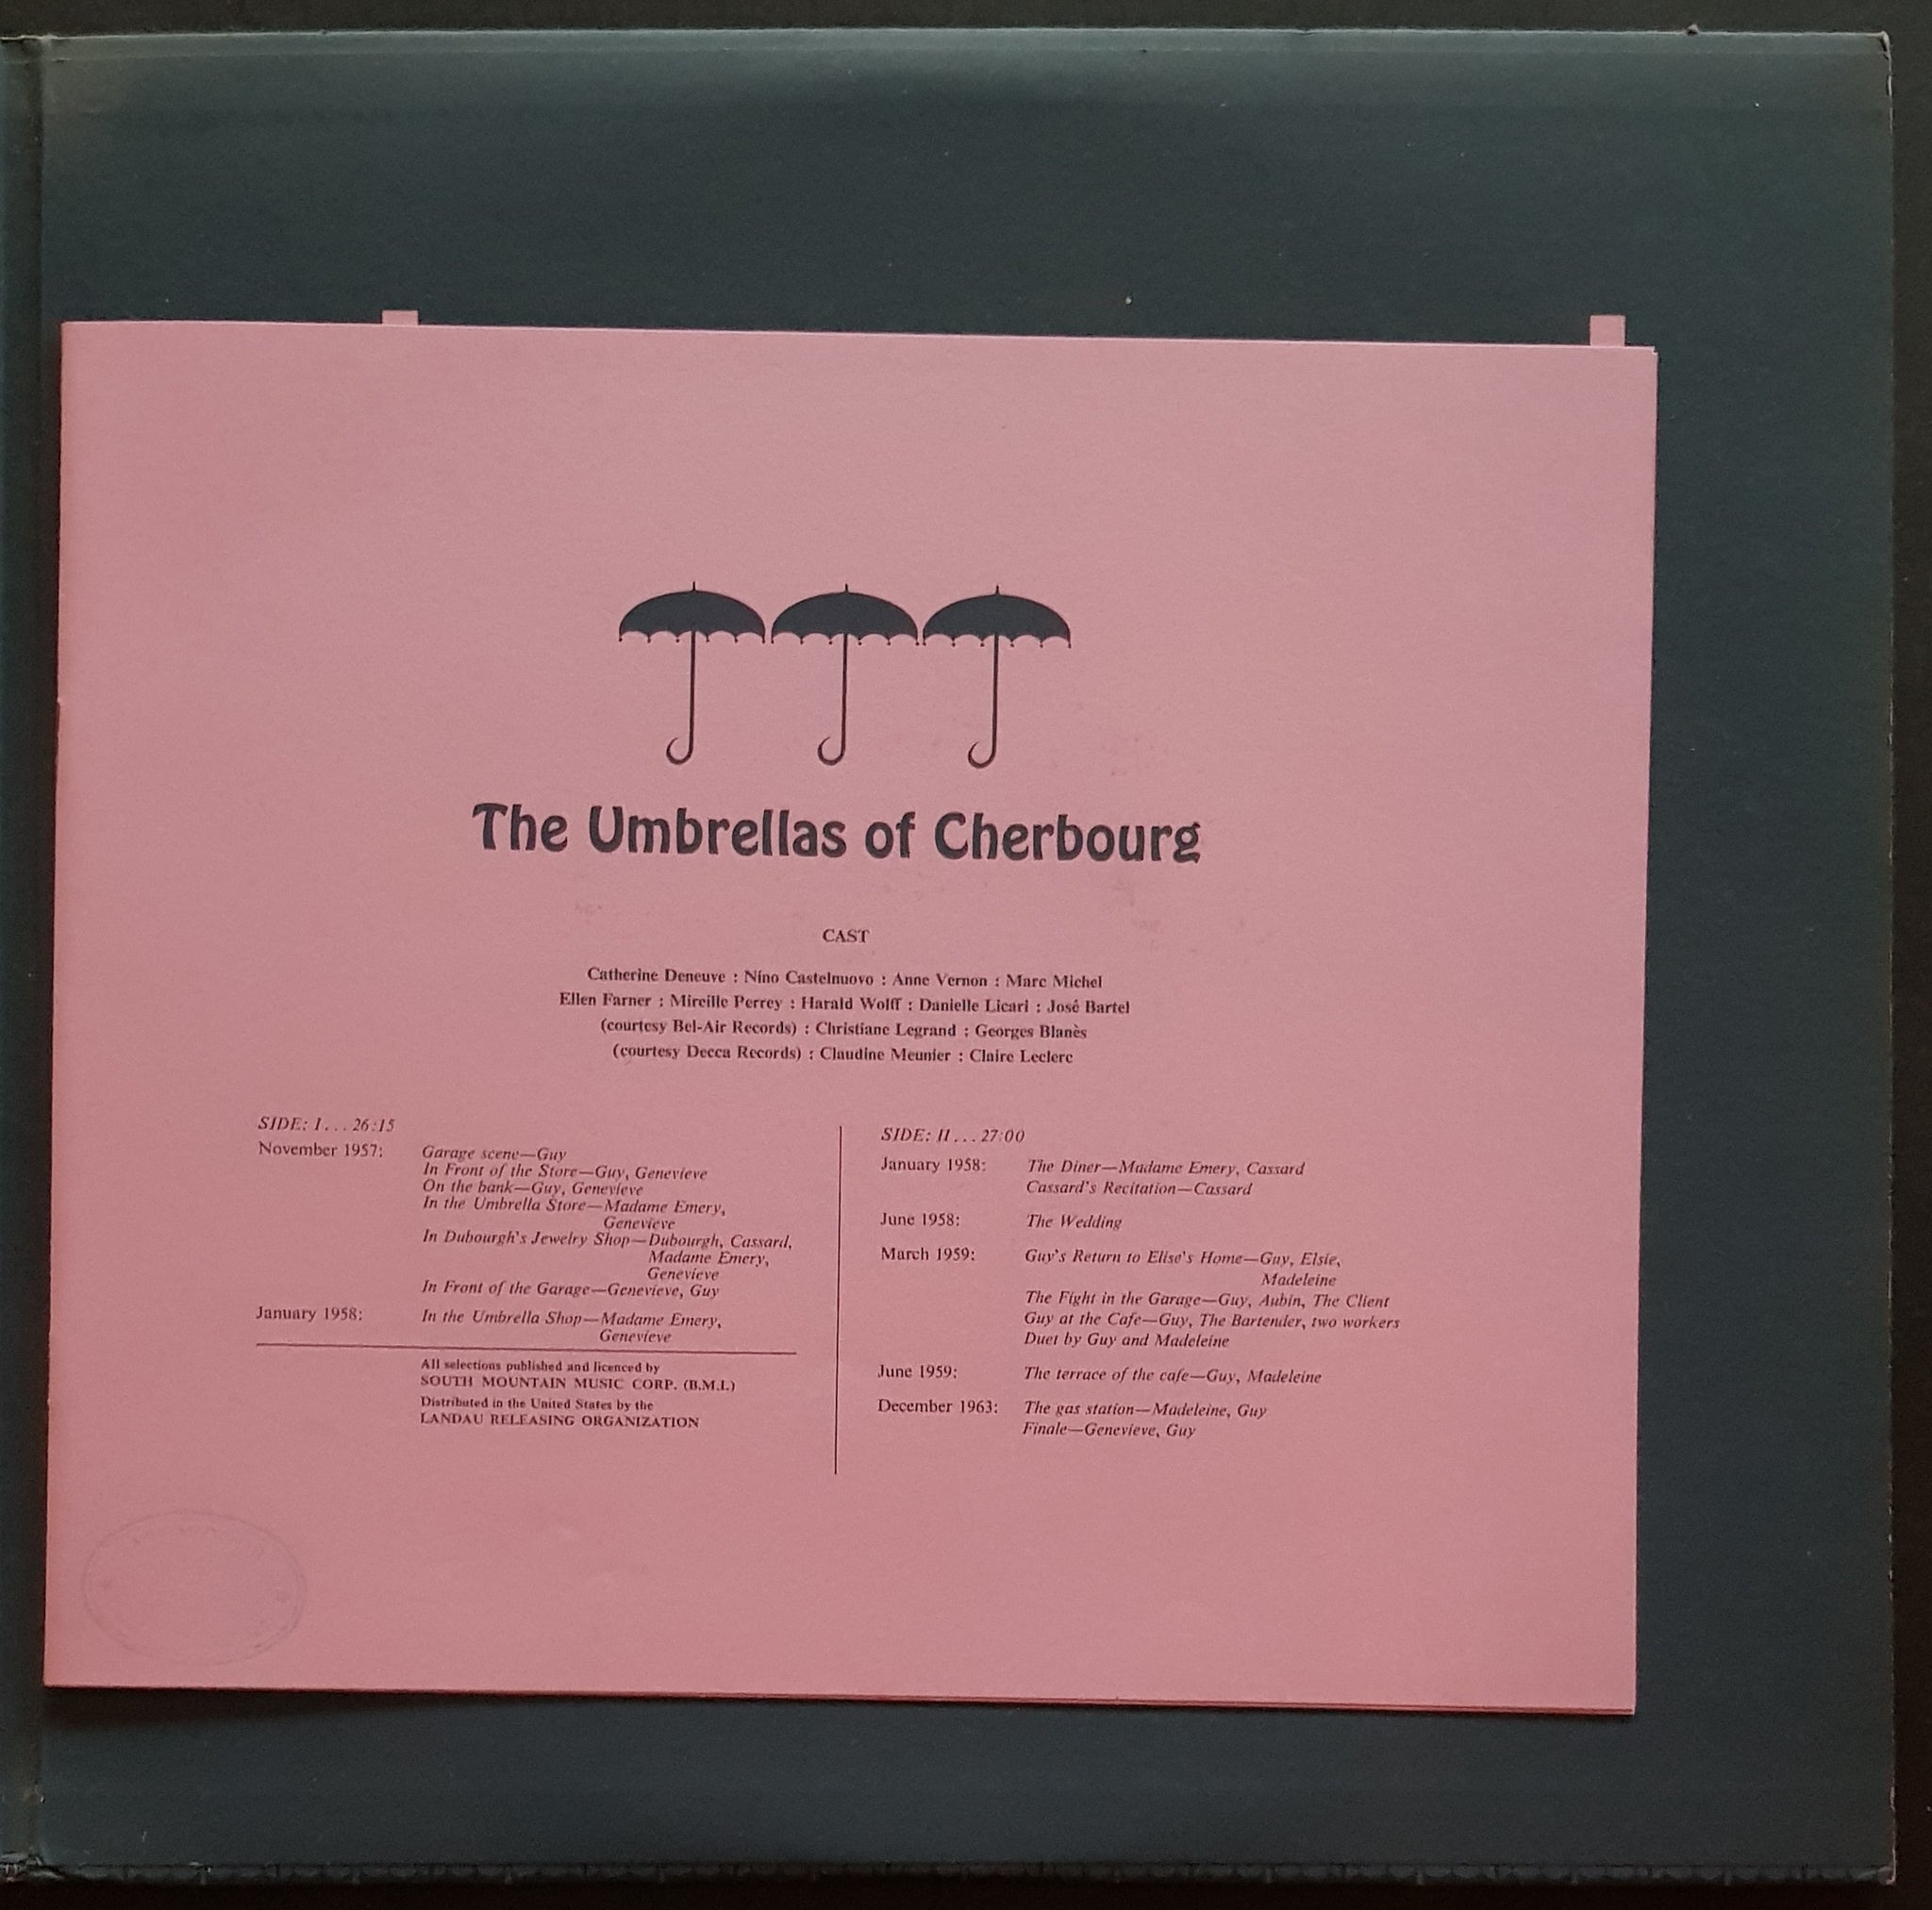 The Umbrellas of Cherbourg
CAST
Catherine Deneuve : Nino Castelnuovo : Anne Vernon : Marc Michel
Ellen Farner : Mireille Perrey : Harald Wolff : Danielle Licari : José Bartel
(courtesy Bel-Air Records) : Christiane Legrand : Georges Blanès
(courtesy Decca Records) : Claudine Meunier : Claire Leclerc
SIDE: I... 26:15
November 1957: Garage scene—Guy
In Front of the Store—Guy, Genevieve
On the bank—Guy, Genevieve
In the Umbrella Store—Madame Emery,
Genevieve
In Dubourgh's Jewelry Shop—Dubourgh, Cassard,
Madame Emery,
Genevieve
In Front of the Garage—Genevieve, Guy
January 1958: In the Umbrella Shop—Madame Emery,
Genevieve
All selections published and licenced by
SOUTH MOUNTAIN MUSIC CORP. (B.M.I.)
Distributed in the United States by the
LANDAU RELEASING ORGANIZATION
SIDE: II... 27:00
January 1958: The Diner—Madame Emery, Cassard
Cassard's Recitation—Cassard
June 1958: The Wedding
March 1959: Guy's Return to Elise's Home—Guy, Elsie,
Madeleine
The Fight in the Garage—Guy, Aubin, The Client
Guy at the Cafe—Guy, The Bartender, two workers
Duet by Guy and Madeleine
June 1959: The terrace of the cafe—Guy, Madeleine
December 1963: The gas station—Madeleine, Guy
Finale—Genevieve, Guy